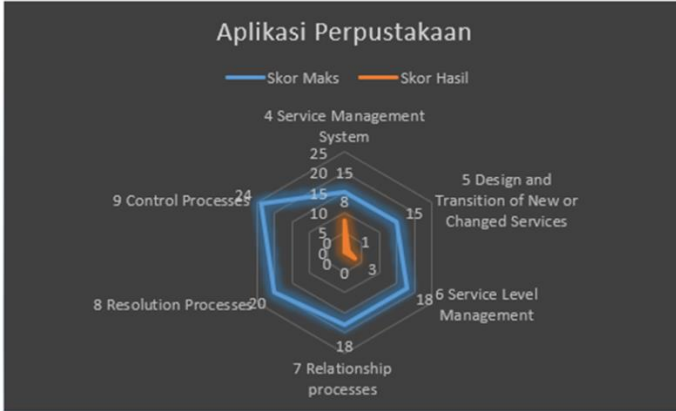 Aplikasi Perpustakaan
Skor Maks Skor Hasil
4 Service Management
System
25
20 15
15
10 8
5
0
0
0
0
1
3
5 Design and
Transition of New or
Changed Services
15
9 Control Processes 24
6 Service Level
Management
18
8 Resolution Processes 20
18
7 Relationship
processes